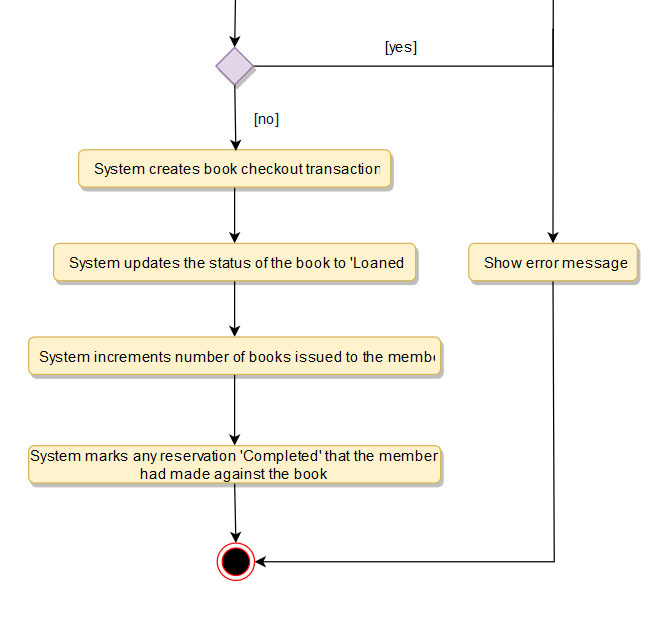 [yes]
[no]
System creates book checkout transaction
System updates the status of the book to 'Loaned
Show error message
System increments number of books issued to the membe
System marks any reservation 'Completed' that the member
had made against the book